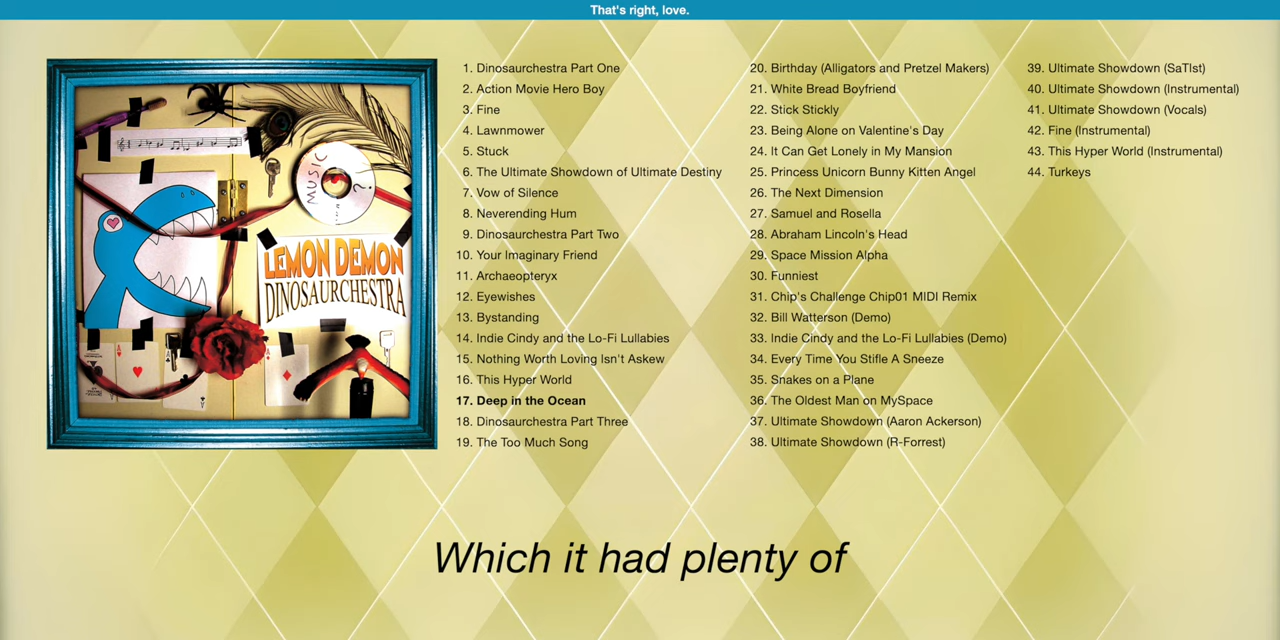 That's right, love.
MUSIC
LEMON DEMON
DINOSAURCHESTRA
1. Dinosaurchestra Part One
2. Action Movie Hero Boy
3. Fine
4. Lawnmower
5. Stuck
6. The Ultimate Showdown of Ultimate Destiny
7. Vow of Silence
8. Neverending Hum
9. Dinosaurchestra Part Two
10. Your Imaginary Friend
11. Archaeopteryx
12. Eyewishes
13. Bystanding
14. Indie Cindy and the Lo-Fi Lullabies
15. Nothing Worth Loving Isn't Askew
16. This Hyper World
17. Deep in the Ocean
18. Dinosaurchestra Part Three
19. The Too Much Song
20. Birthday (Alligators and Pretzel Makers)
21. White Bread Boyfriend
22. Stick Stickly
23. Being Alone on Valentine's Day
24. It Can Get Lonely in My Mansion
25. Princess Unicorn Bunny Kitten Angel
26. The Next Dimension
27. Samuel and Rosella
28. Abraham Lincoln's Head
29. Space Mission Alpha
30. Funniest
31. Chip's Challenge Chip01 MIDI Remix
32. Bill Watterson (Demo)
33. Indie Cindy and the Lo-Fi Lullabies (Demo)
34. Every Time You Stifle A Sneeze
35. Snakes on a Plane
36. The Oldest Man on MySpace
37. Ultimate Showdown (Aaron Ackerson)
38. Ultimate Showdown (R-Forrest)
39. Ultimate Showdown (SaTIst)
40. Ultimate Showdown (Instrumental)
41. Ultimate Showdown (Vocals)
42. Fine (Instrumental)
43. This Hyper World (Instrumental)
44. Turkeys
Which it had plenty of